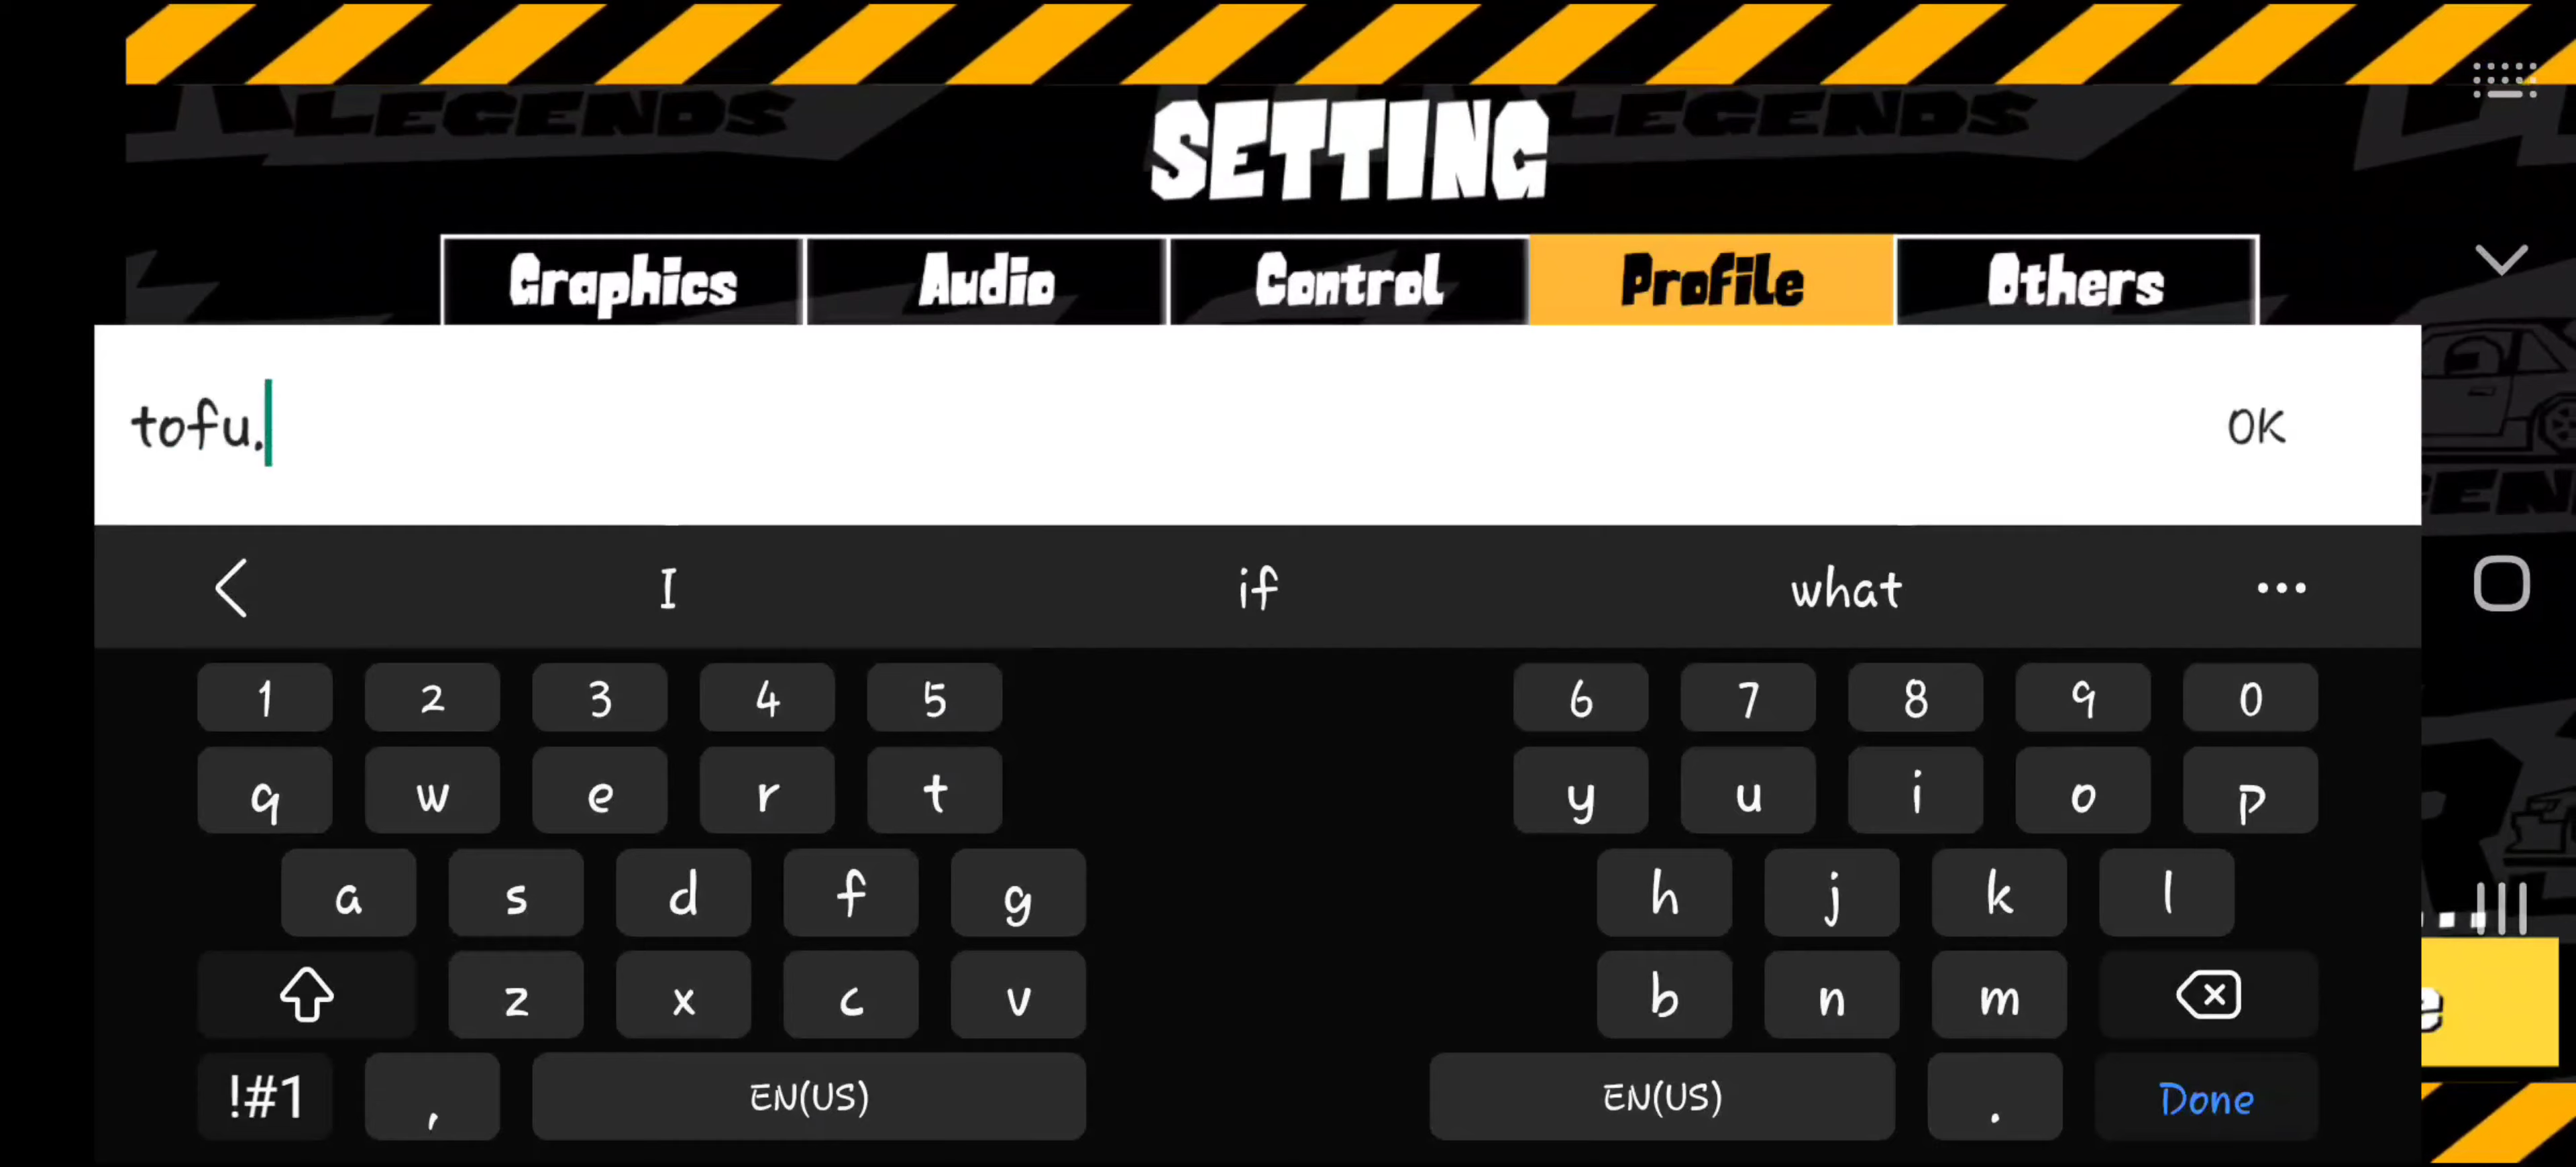 LEGENDS LEGENDS
SETTING
Graphics Audio Control Profile Others
tofu. OK
I if what ...
1 2 3 4 5 6 7 8 9 0
q w e r t y u i o p
a s d f g h j k l
z x c v b n m
!#1 , EN(US) EN(US) . Done